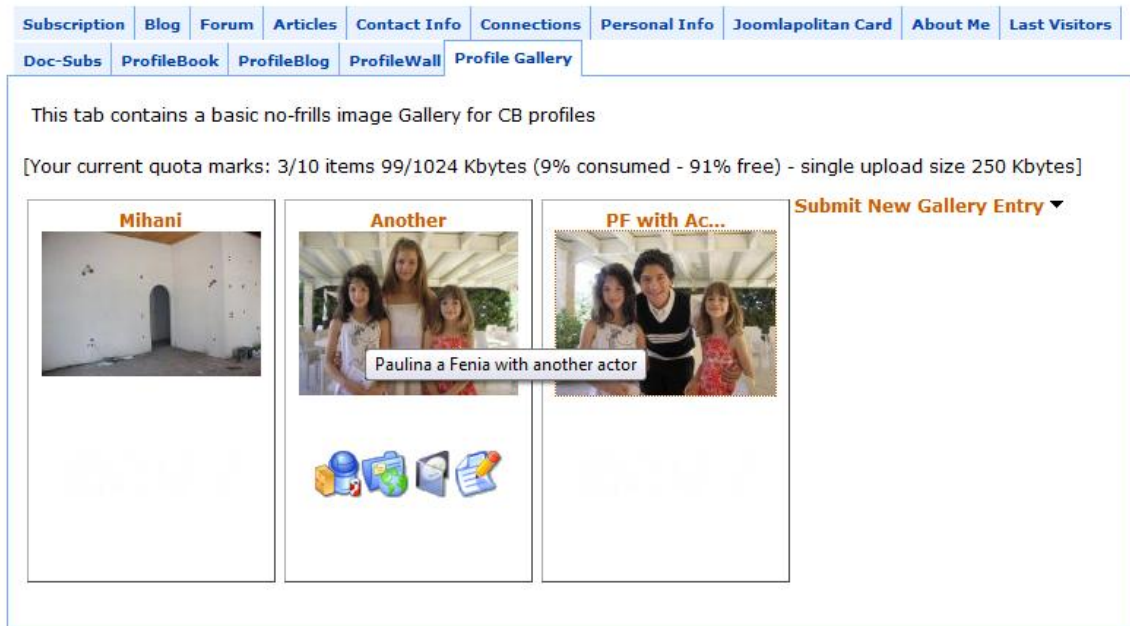 Subscription Blog Forum Articles Contact Info Connections Personal Info Joomlapolitan Card About Me Last Visitors
Doc-Subs ProfileBook ProfileBlog ProfileWall Profile Gallery
This tab contains a basic no-frills image Gallery for CB profiles
[Your current quota marks: 3/10 items 99/1024 Kbytes (9% consumed - 91% free) - single upload size 250 Kbytes]
Mihani
Another
PF with Ac...
Submit New Gallery Entry
Paulina a Fenia with another actor